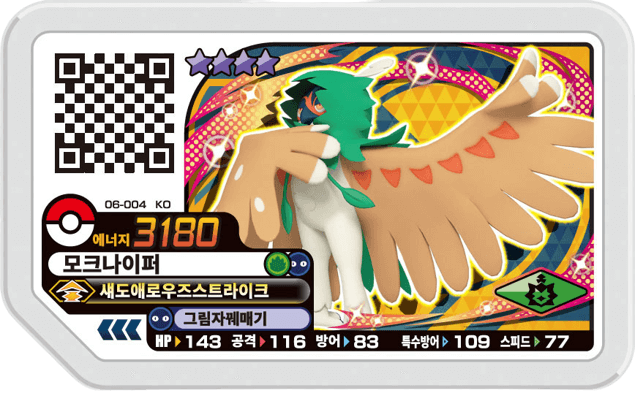 06-004 KO
에너지 3180
모크나이퍼
섀도애로우즈스트라이크
그림자꿰매기
HP 143 공격 116 방어 83 특수방어 109 스피드 77